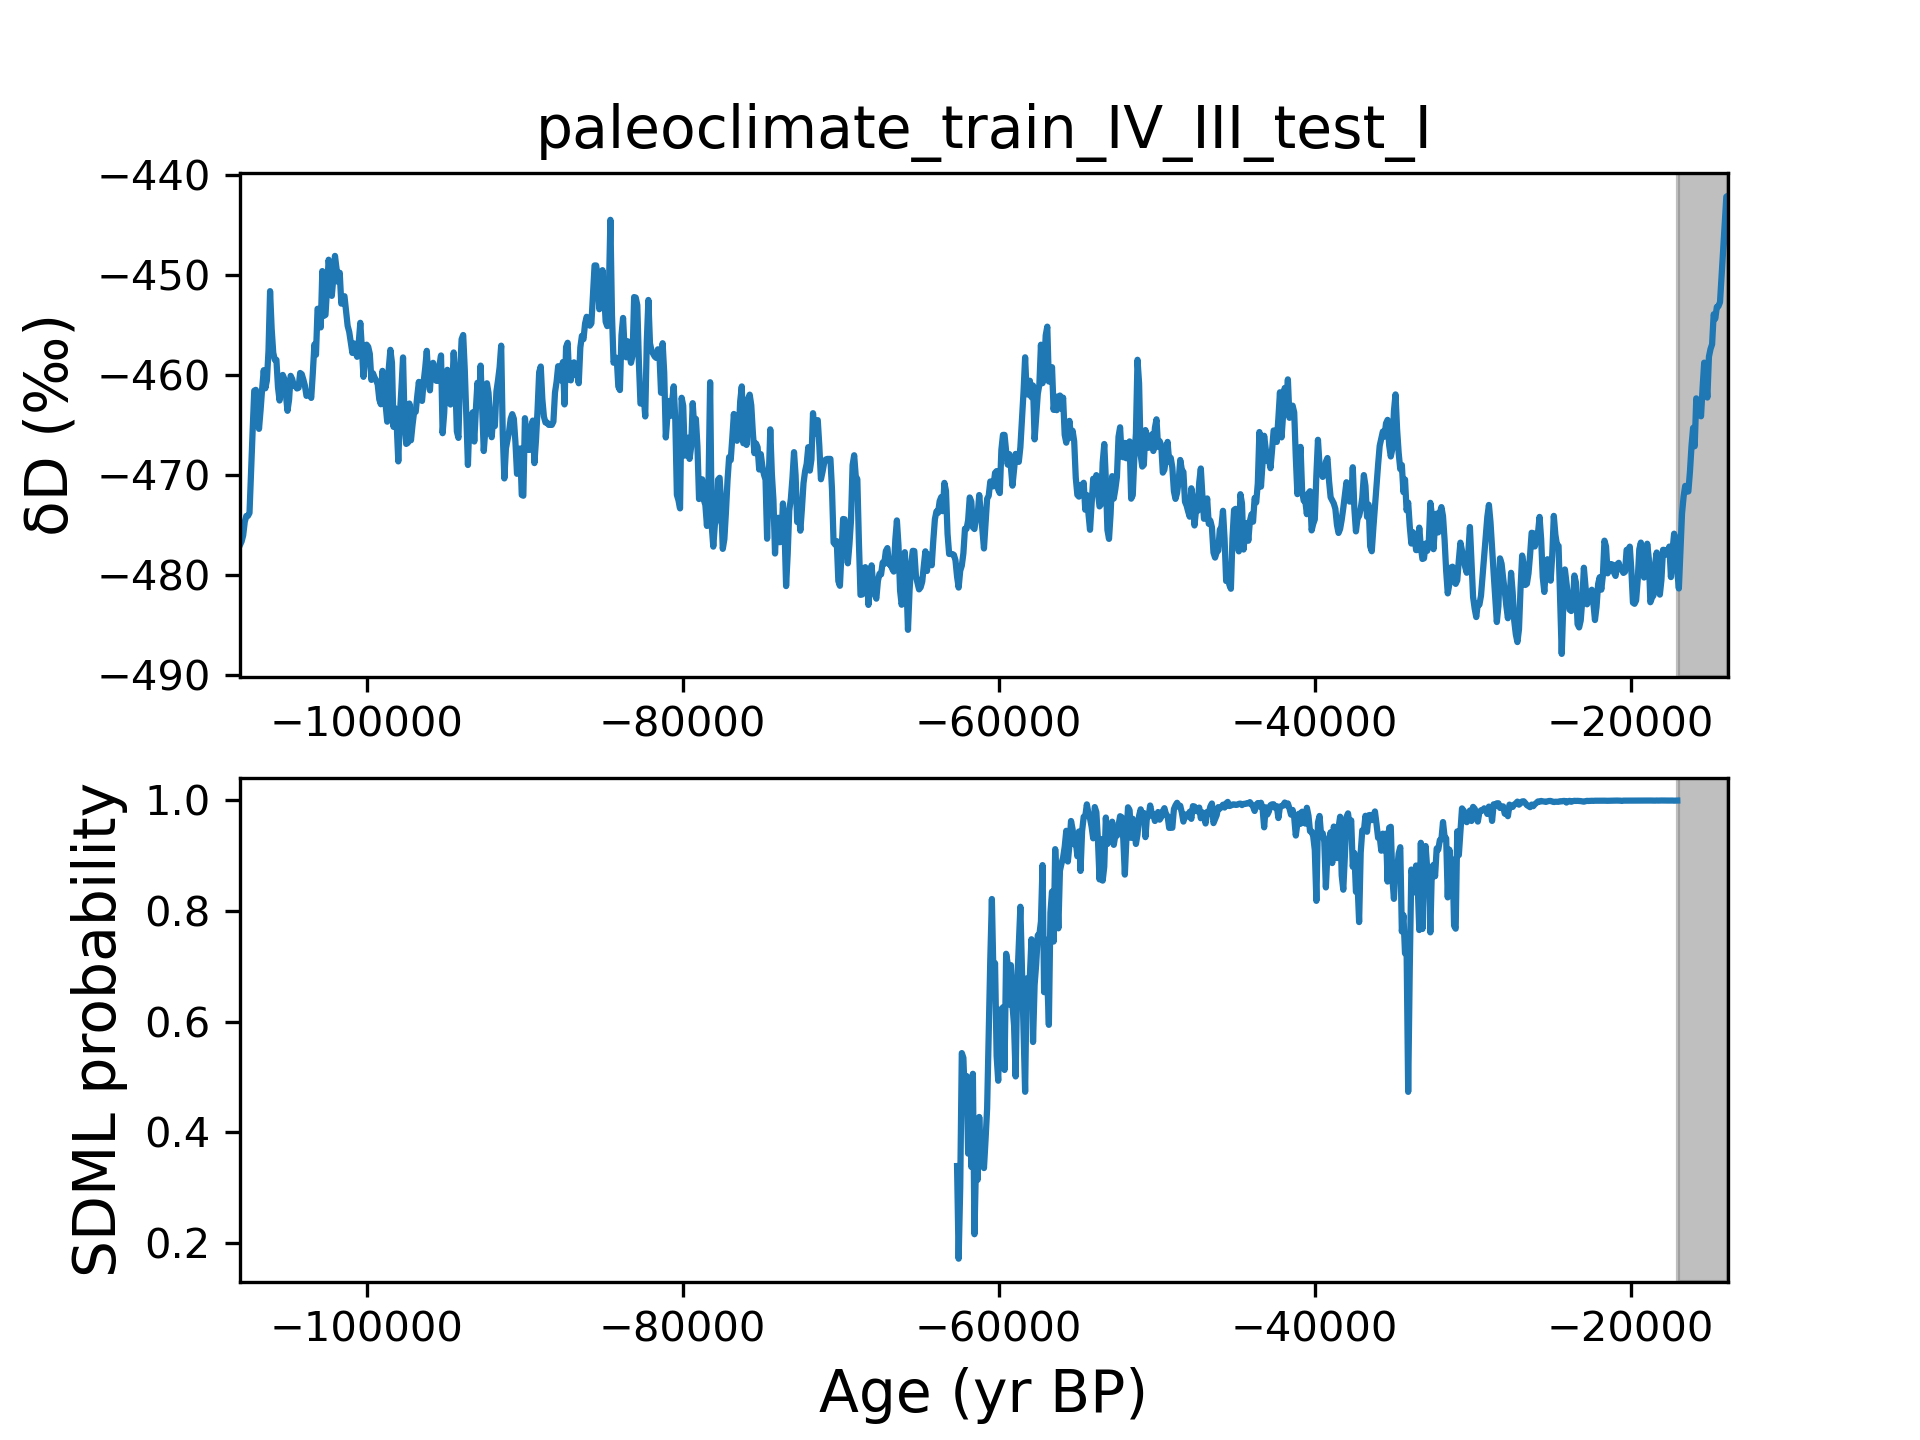 paleoclimate_train_IV_III_test_I
δD (‰)
−440
−450
−460
−470
−480
−490
−100000 −80000 −60000 −40000 −20000
SDML probability
1.0
0.8
0.6
0.4
0.2
−100000 −80000 −60000 −40000 −20000
Age (yr BP)